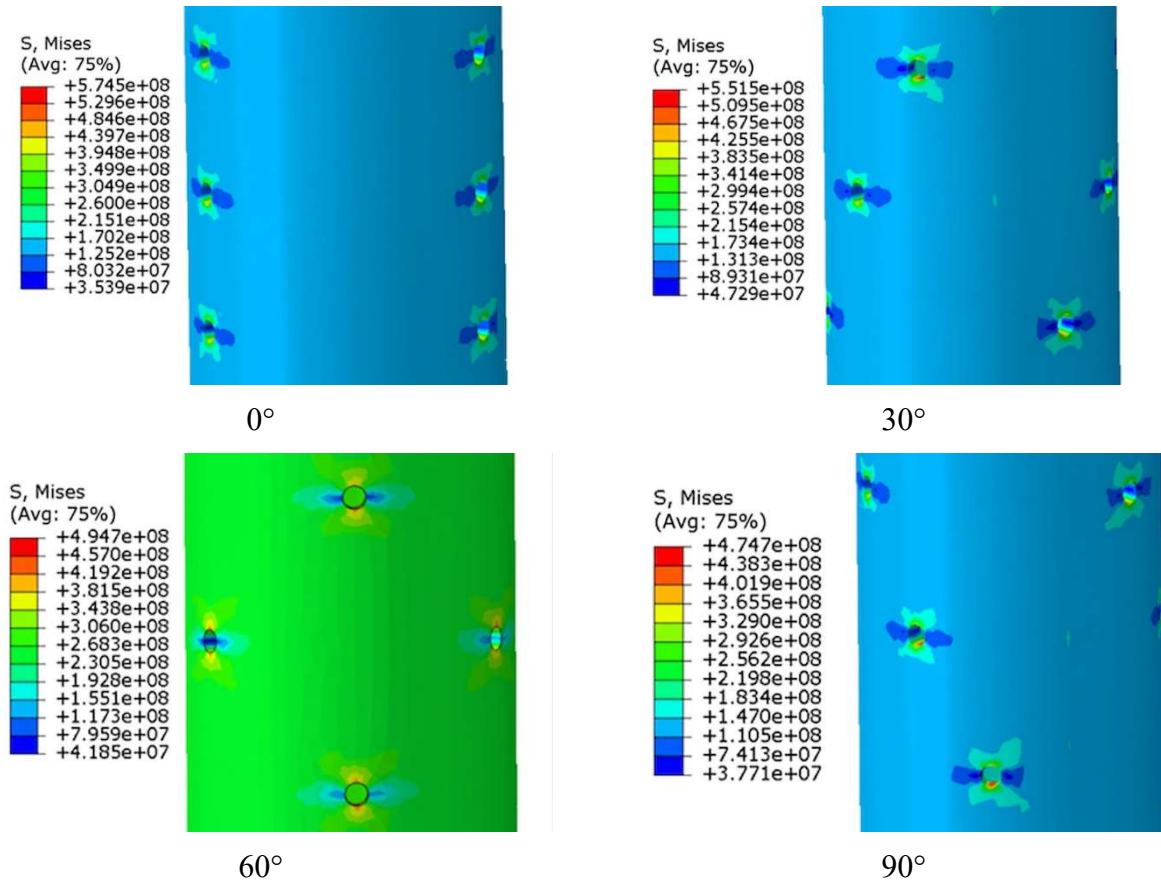 S, Mises
(Avg: 75%)
+5.745e+08
+5.296e+08
+4.846e+08
+4.397e+08
+3.948e+08
+3.499e+08
+3.049e+08
+2.600e+08
+2.151e+08
+1.702e+08
+1.252e+08
+8.032e+07
+3.539e+07
0°
S, Mises
(Avg: 75%)
+5.515e+08
+5.095e+08
+4.675e+08
+4.255e+08
+3.835e+08
+3.414e+08
+2.994e+08
+2.574e+08
+2.154e+08
+1.734e+08
+1.313e+08
+8.931e+07
+4.729e+07
30°
S, Mises
(Avg: 75%)
+4.947e+08
+4.570e+08
+4.192e+08
+3.815e+08
+3.438e+08
+3.060e+08
+2.683e+08
+2.305e+08
+1.928e+08
+1.551e+08
+1.173e+08
+7.959e+07
+4.185e+07
60°
S, Mises
(Avg: 75%)
+4.747e+08
+4.383e+08
+4.019e+08
+3.655e+08
+3.290e+08
+2.926e+08
+2.562e+08
+2.198e+08
+1.834e+08
+1.470e+08
+1.105e+08
+7.413e+07
+3.771e+07
90°